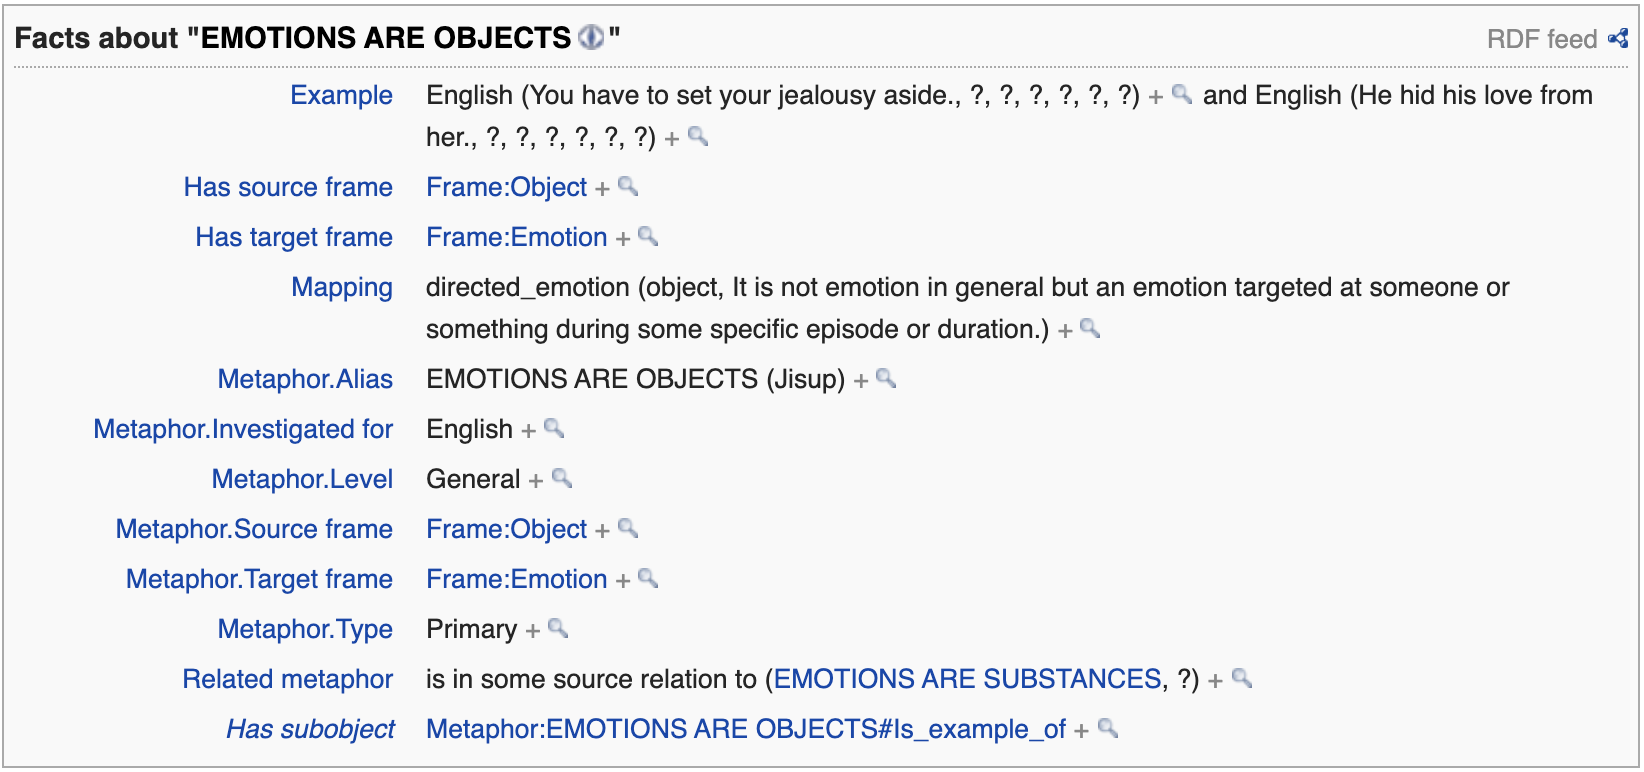 Facts about "EMOTIONS ARE OBJECTS "
RDF feed
Example English (You have to set your jealousy aside., ?, ?, ?, ?, ?, ?) + and English (He hid his love from
her., ?, ?, ?, ?, ?, ?) +
Has source frame Frame:Object +
Has target frame Frame:Emotion +
Mapping directed_emotion (object, It is not emotion in general but an emotion targeted at someone or
something during some specific episode or duration.) +
Metaphor.Alias EMOTIONS ARE OBJECTS (Jisup) +
Metaphor.Investigated for English +
Metaphor.Level General +
Metaphor.Source frame Frame:Object +
Metaphor.Target frame Frame:Emotion +
Metaphor.Type Primary +
Related metaphor is in some source relation to (EMOTIONS ARE SUBSTANCES, ?) +
Has subobject Metaphor:EMOTIONS ARE OBJECTS#Is_example_of +